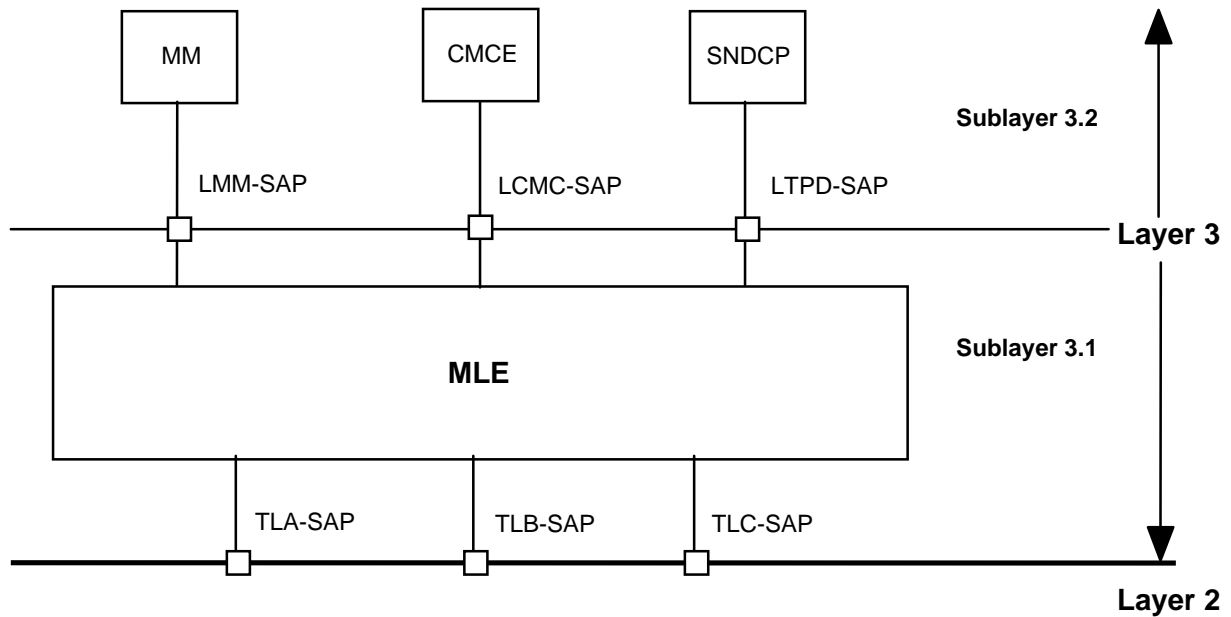 MM
CMCE
SNDCP
Sublayer 3.2
LMM-SAP
LCMC-SAP
LTPD-SAP
Layer 3
Sublayer 3.1
MLE
TLA-SAP
TLB-SAP
TLC-SAP
Layer 2